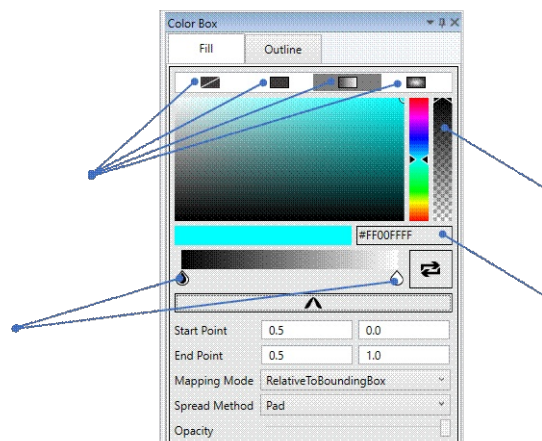 Color Box
Fill Outline
#FF00FFFF
Start Point 0.5 0.0
End Point 0.5 1.0
Mapping Mode RelativeToBoundingBox
Spread Method Pad
Opacity